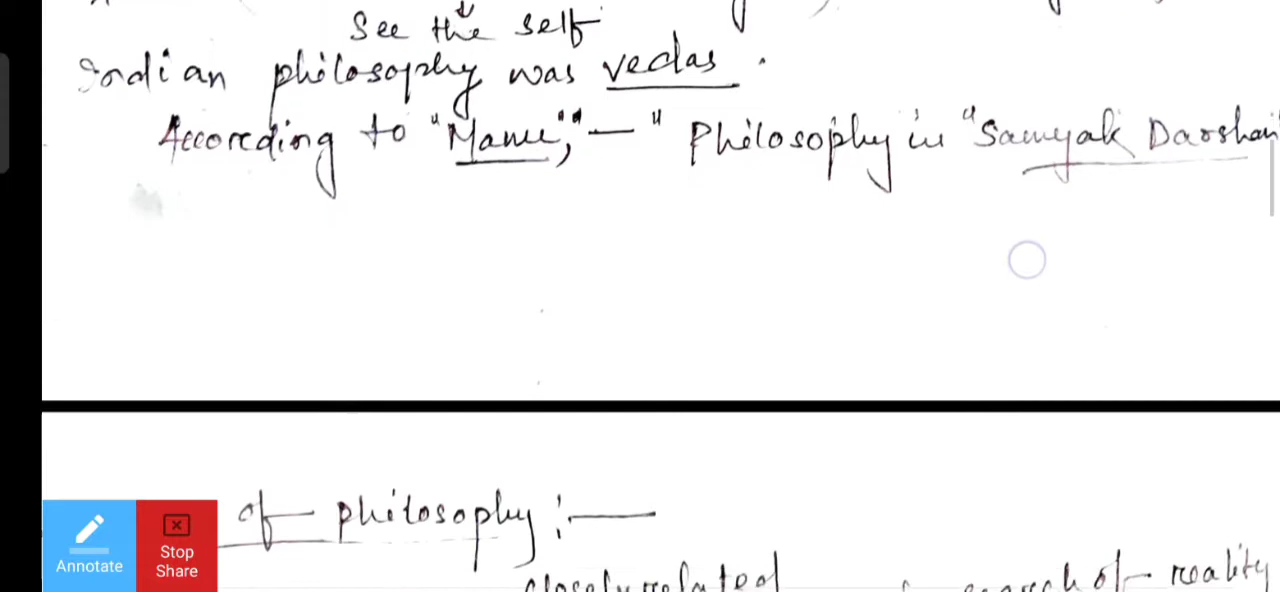 See the self
Indian philosophy was vedas.
According to "Manu", — " Philosophy in "Samyak Darshan
of philosophy :—
closely related search of reality
Annotate
Stop
Share